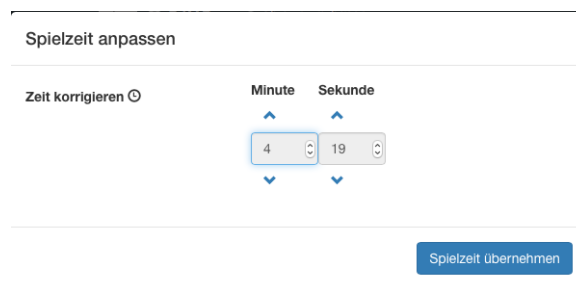 Spielzeit anpassen
Zeit korrigieren
Minute Sekunde
4 19
Spielzeit übernehmen